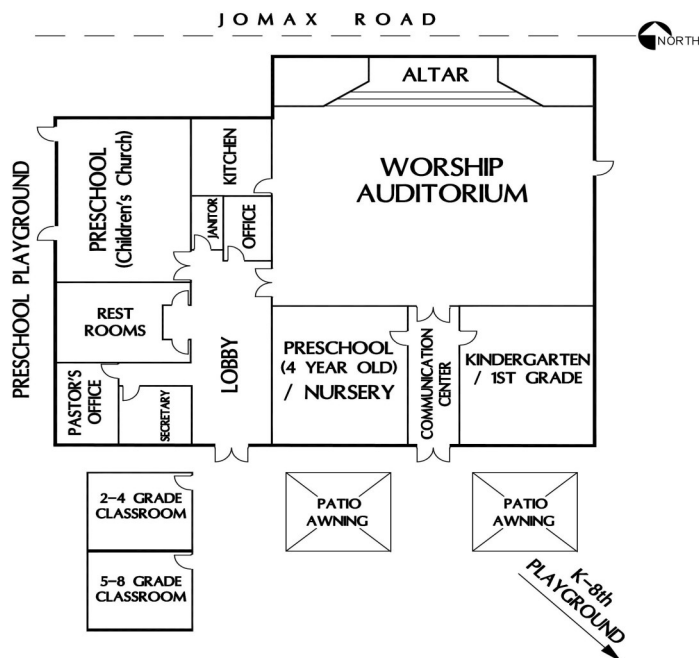 JOMAX ROAD
NORTH
ALTAR
PRESCHOOL PLAYGROUND
PRESCHOOL
(Children's Church)
KITCHEN
WORSHIP
AUDITORIUM
JANITOR
OFFICE
REST
ROOMS
LOBBY
PRESCHOOL
(4 YEAR OLD)
/ NURSERY
COMMUNICATION
CENTER
KINDERGARTEN
/ 1ST GRADE
PASTOR'S
OFFICE
SECRETARY
2-4 GRADE
CLASSROOM
PATIO
AWNING
PATIO
AWNING
5-8 GRADE
CLASSROOM
K-8th
PLAYGROUND